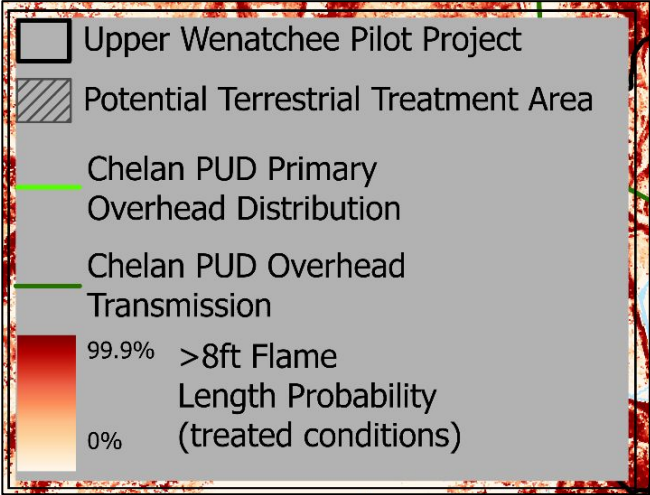 Upper Wenatchee Pilot Project
Potential Terrestrial Treatment Area
Chelan PUD Primary
Overhead Distribution
Chelan PUD Overhead
Transmission
99.9%
>8ft Flame
Length Probability
(treated conditions)
0%